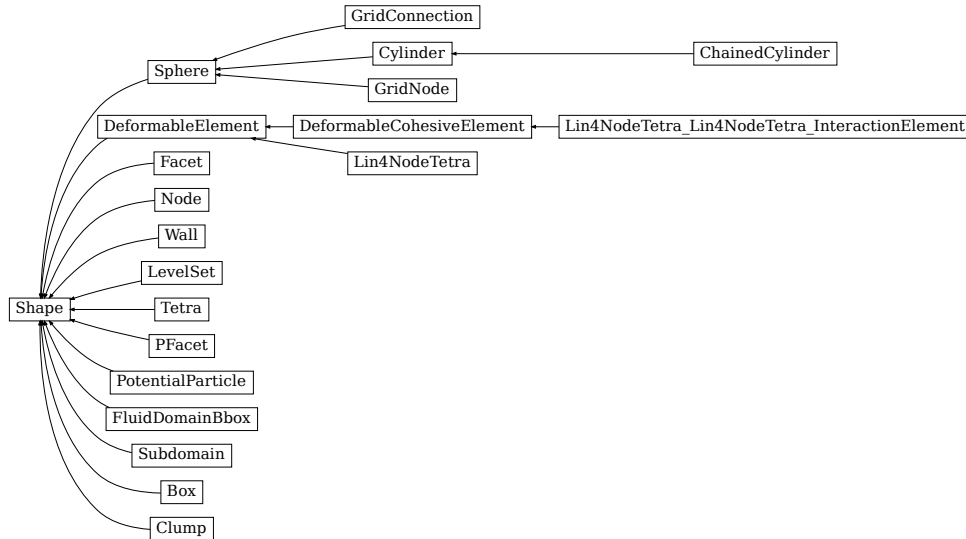 GridConnection
Cylinder
ChainedCylinder
Sphere
GridNode
DeformableElement
DeformableCohesiveElement
Lin4NodeTetra_Lin4NodeTetra_InteractionElement
Facet
Lin4NodeTetra
Node
Wall
LevelSet
Shape
Tetra
PFacet
PotentialParticle
FluidDomainBbox
Subdomain
Box
Clump